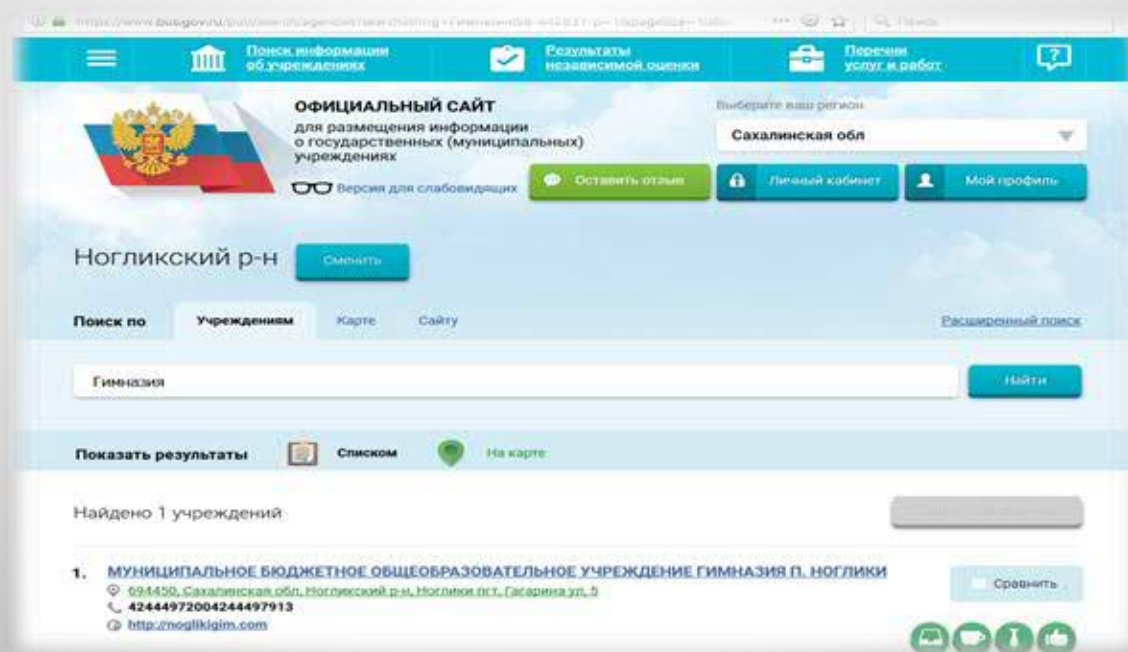 Поиск информации об учреждениях
Результаты независимой оценки
Перечни услуг и работ
ОФИЦИАЛЬНЫЙ САЙТ
для размещения информации
о государственных (муниципальных)
учреждениях
Версия для слабовидящих
Оставить отзыв
Выберите ваш регион
Сахалинская обл
Личный кабинет
Мой профиль
Ногликский р-н
Сменить
Поиск по Учреждениям Карте Сайту
Расширенный поиск
Гимназия
Найти
Показать результаты Списком На карте
Найдено 1 учреждений
1. МУНИЦИПАЛЬНОЕ БЮДЖЕТНОЕ ОБЩЕОБРАЗОВАТЕЛЬНОЕ УЧРЕЖДЕНИЕ ГИМНАЗИЯ П. НОГЛИКИ
694450, Сахалинская обл, Ногликский р-н, Ноглики пгт, Гагарина ул, 5
42444972004244497913
http://noglikigim.com
Сравнить